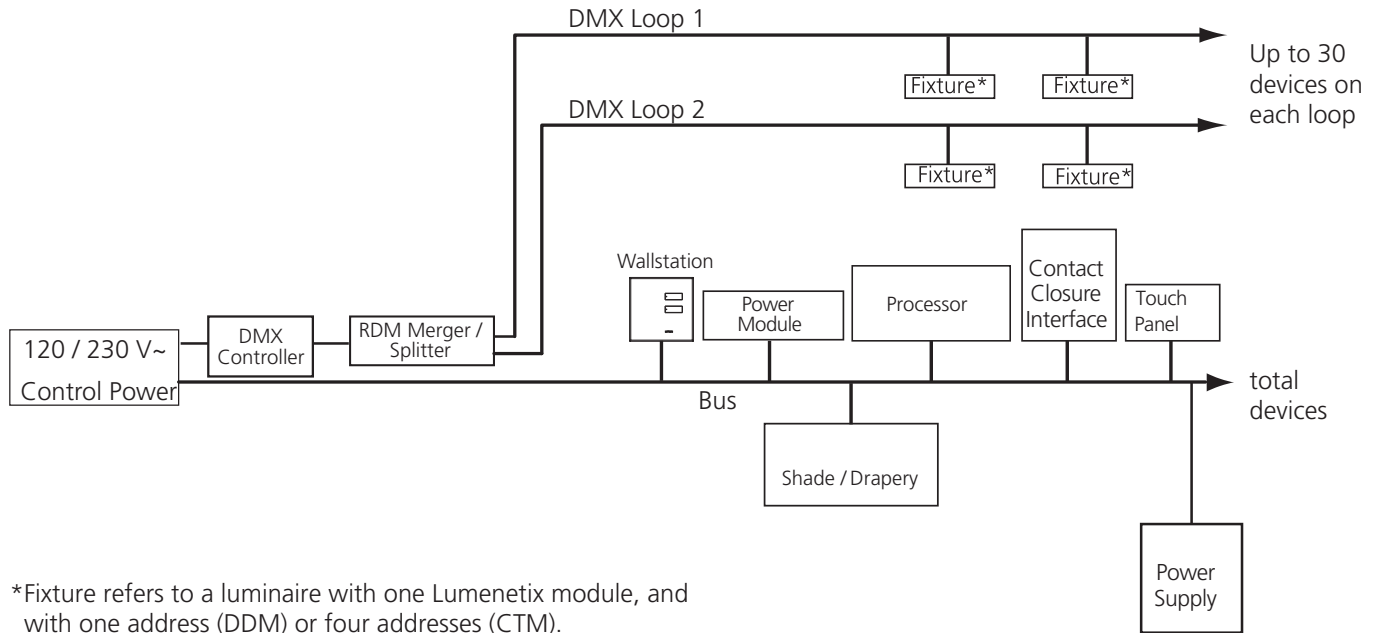 DMX Loop 1
Up to 30
devices on
each loop
Fixture*
Fixture*
DMX Loop 2
Fixture*
Fixture*
Wallstation
Power
Module
Processor
Contact
Closure
Interface
Touch
Panel
120 / 230 V~
Control Power
DMX
Controller
RDM Merger /
Splitter
Bus
total
devices
Shade / Drapery
Power
Supply
*Fixture refers to a luminaire with one Lumenetix module, and
with one address (DDM) or four addresses (CTM).